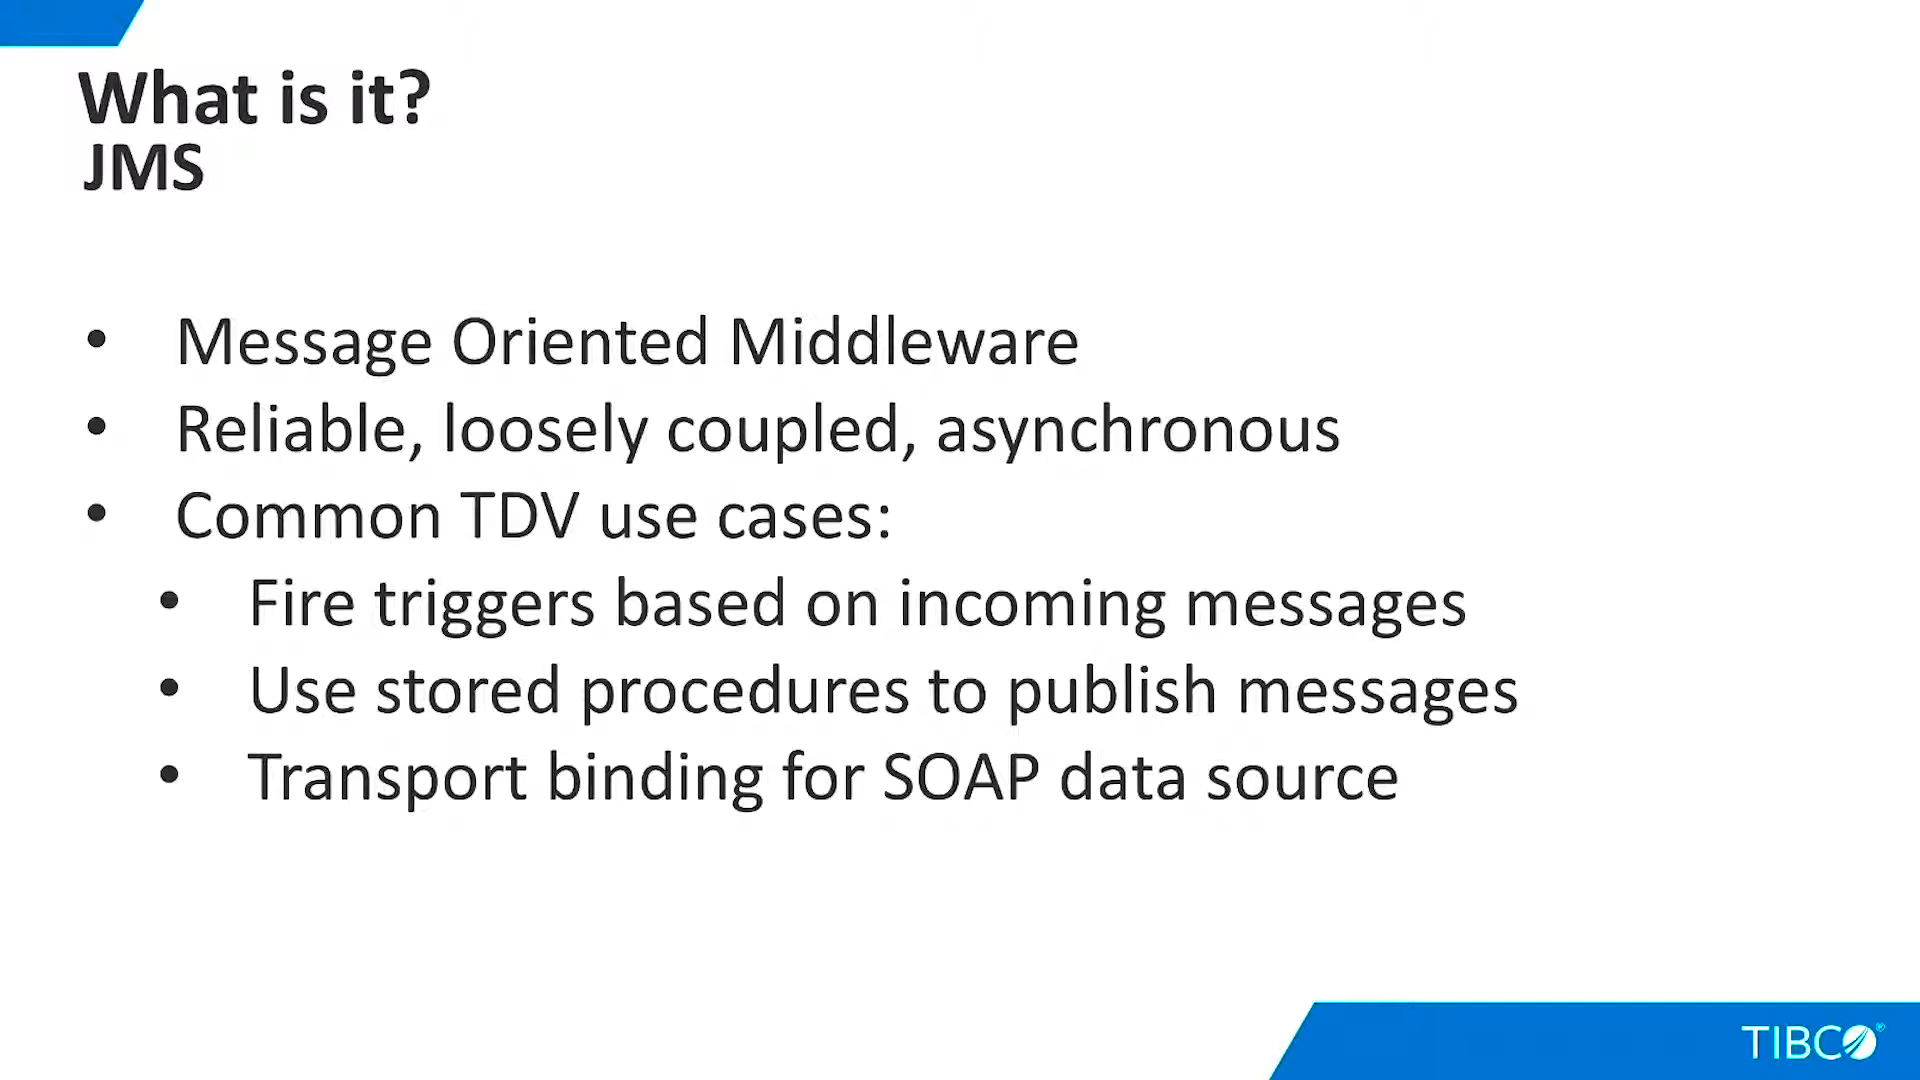 What is it?
JMS
• Message Oriented Middleware
• Reliable, loosely coupled, asynchronous
• Common TDV use cases:
• Fire triggers based on incoming messages
• Use stored procedures to publish messages
• Transport binding for SOAP data source
TIBCO®